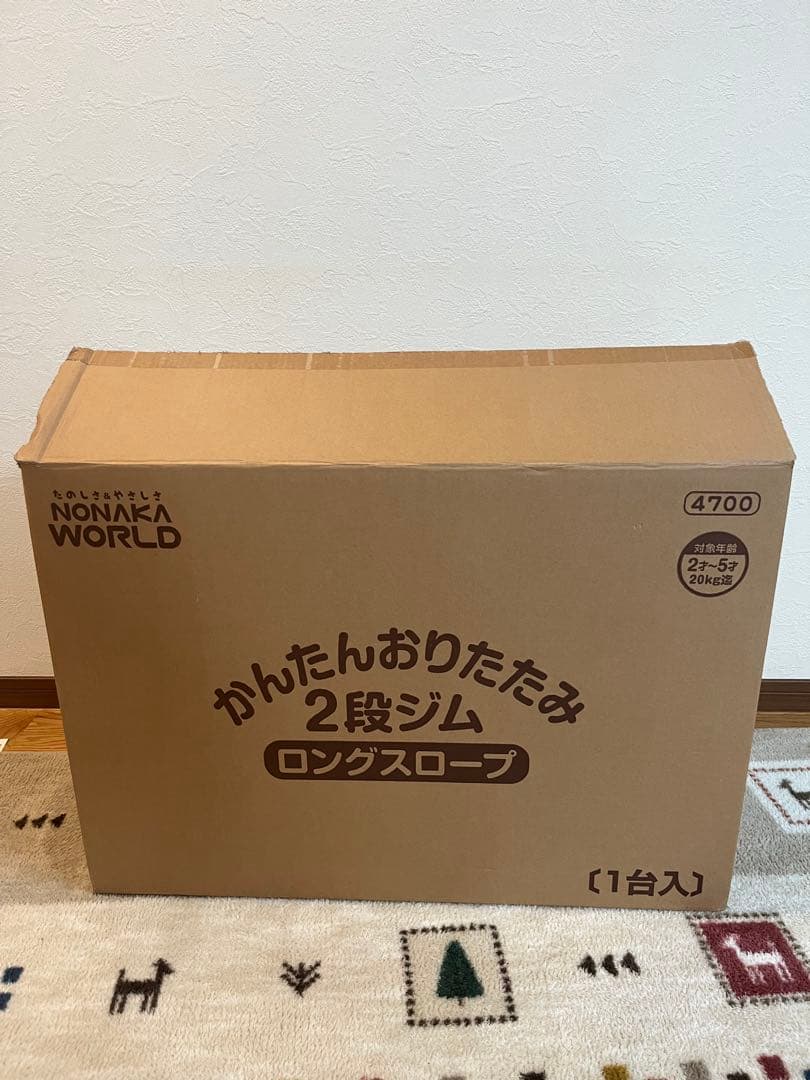 たのしさ&やさしさ
NONAKA
WORLD
4700
対象年齢
2才～5才
20kg迄
かんたんおりたたみ
2段ジム
ロングスロープ
〔1台入〕